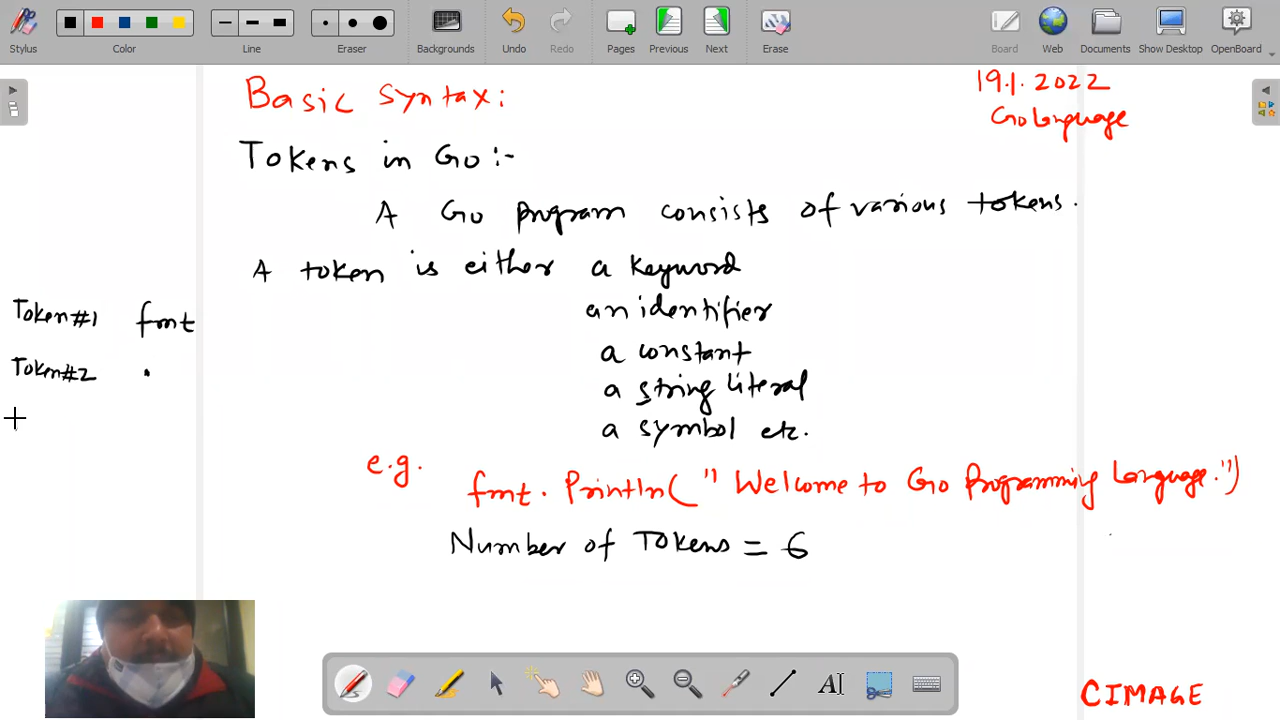 Stylus
Color
Line
Eraser
Backgrounds
Undo
Redo
Pages
Previous
Next
Erase
Board
Web
Documents
Show Desktop
OpenBoard
Basic Syntax:
19.1.2022
Go Language
Tokens in Go :-
A Go program consists of various tokens.
A token is either a keyword
an identifier
a constant
a string literal
a symbol etc.
Token#1 fmt
Token#2 .
e.g. fmt.Println("Welcome to Go Programming Language.")
Number of Tokens = 6
CIMAGE